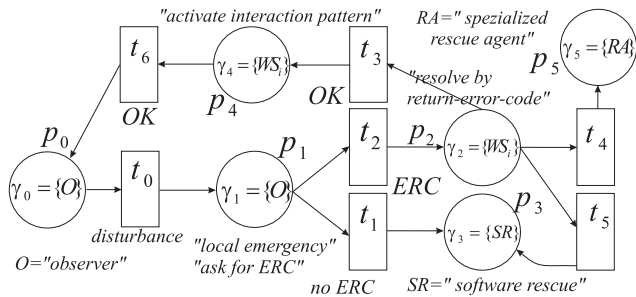 "activate interaction pattern"
RA=" spezialized
rescue agent"
t6
γ4 = {WSi}
t3
p5
γ5 = {RA}
p4
OK
OK
"resolve by
return-error-code"
p0
p1
t2
p2
γ2 = {WSi}
t4
γ0 = {O}
t0
γ1 = {O}
ERC
p3
t1
γ3 = {SR}
t5
disturbance
"local emergency"
"ask for ERC"
O="observer"
no ERC
SR=" software rescue"